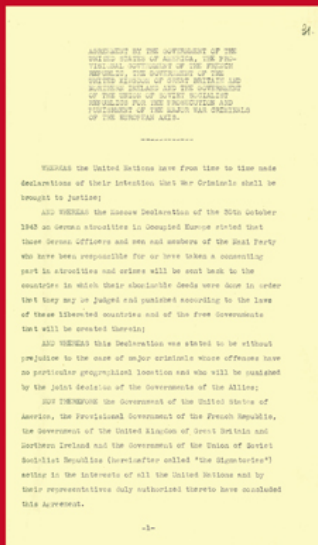 31.
AGREEMENT BY THE GOVERNMENT OF THE
UNITED STATES OF AMERICA, THE PRO-
VISIONAL GOVERNMENT OF THE FRENCH
REPUBLIC, THE GOVERNMENT OF THE
UNITED KINGDOM OF GREAT BRITAIN AND
NORTHERN IRELAND AND THE GOVERNMENT
OF THE UNION OF SOVIET SOCIALIST
REPUBLICS FOR THE PROSECUTION AND
PUNISHMENT OF THE MAJOR WAR CRIMINALS
OF THE EUROPEAN AXIS.
------------
WHEREAS the United Nations have from time to time made
declarations of their intention that War Criminals shall be
brought to justice;
AND WHEREAS the Moscow Declaration of the 30th October
1943 on German atrocities in Occupied Europe stated that
those German Officers and men and members of the Nazi Party
who have been responsible for or have taken a consenting
part in atrocities and crimes will be sent back to the
countries in which their abominable deeds were done in order
that they may be judged and punished according to the laws
of these liberated countries and of the free Governments
that will be created therein;
AND WHEREAS this Declaration was stated to be without
prejudice to the case of major criminals whose offences have
no particular geographical location and who will be punished
by the joint decision of the Governments of the Allies;
NOW THEREFORE the Government of the United States of
America, the Provisional Government of the French Republic,
the Government of the United Kingdom of Great Britain and
Northern Ireland and the Government of the Union of Soviet
Socialist Republics (hereinafter called "the Signatories")
acting in the interests of all the United Nations and by
their representatives duly authorized thereto have concluded
this Agreement.
-1-